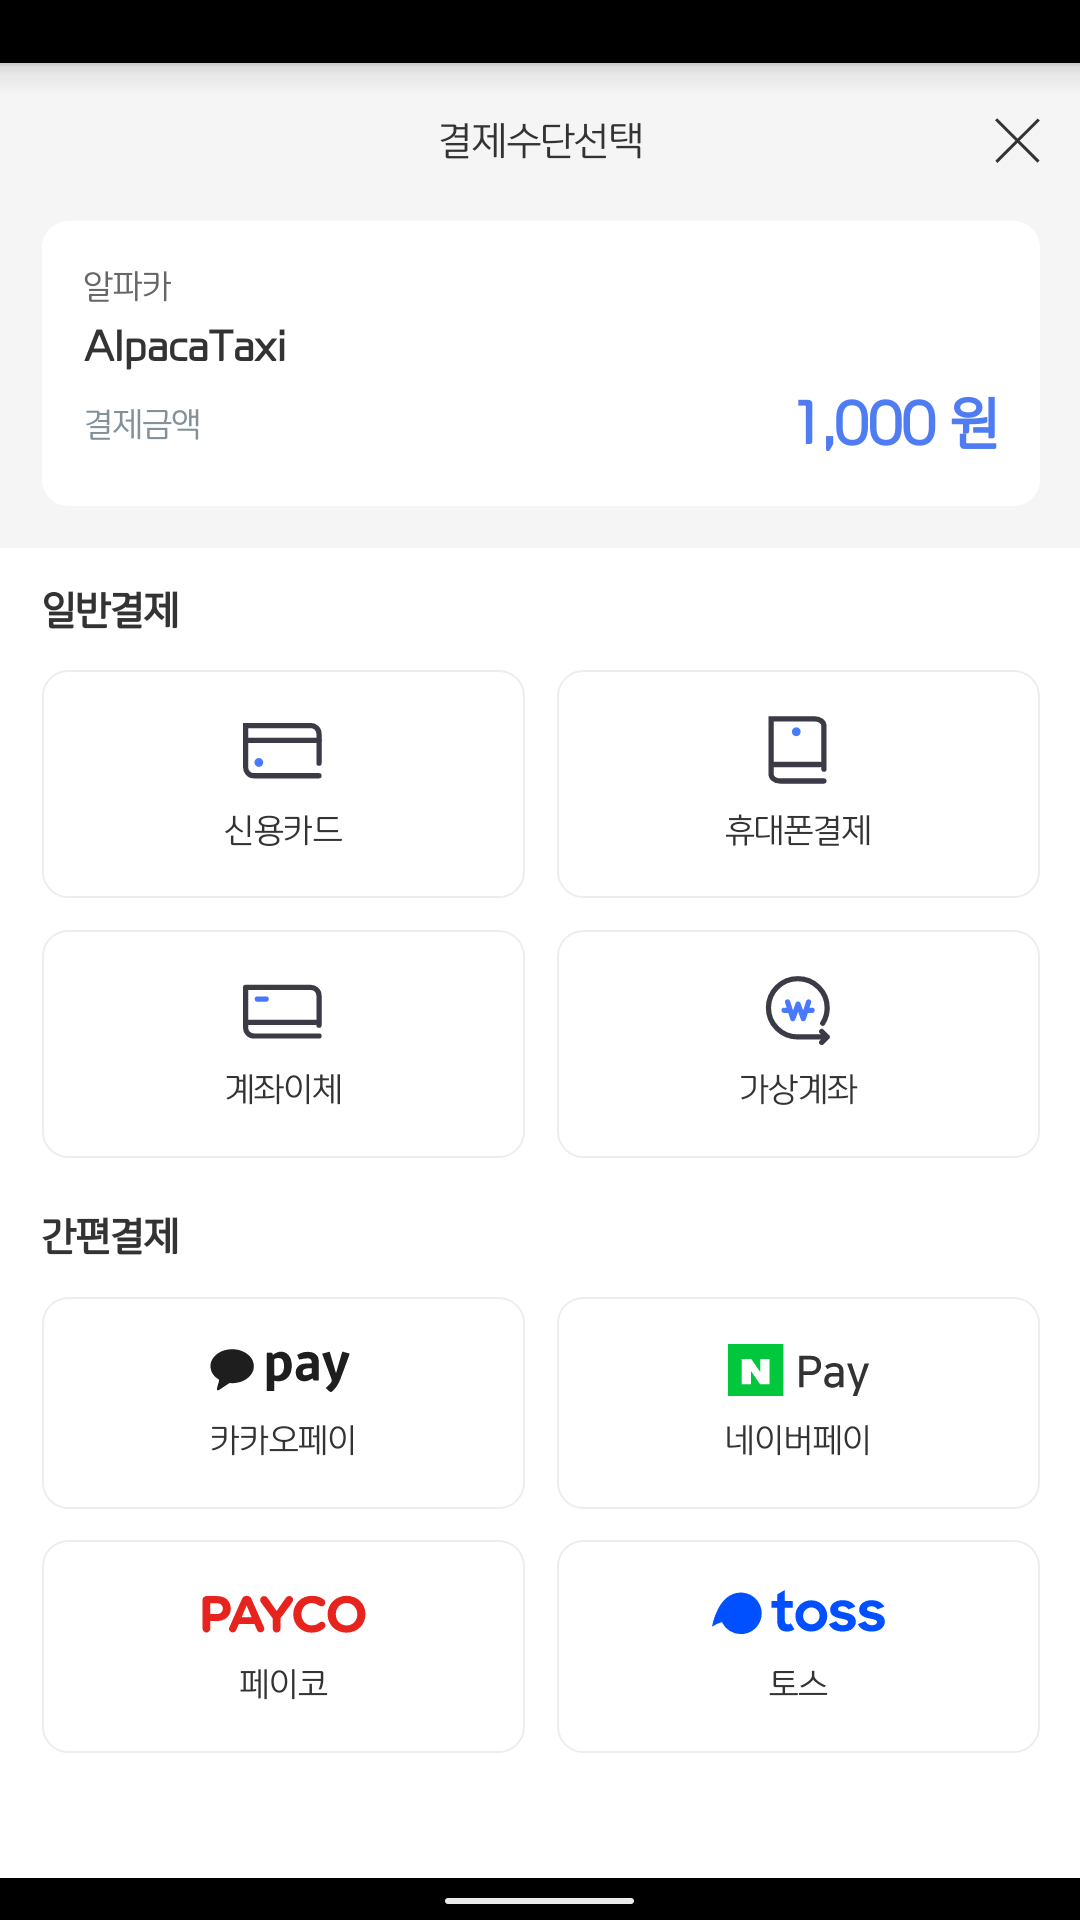 결제수단선택
알파카
AlpacaTaxi
결제금액
1,000 원
일반결제
신용카드
휴대폰결제
₩
계좌이체
가상계좌
간편결제
pay
N Pay
카카오페이
네이버페이
PAYCO
toss
페이코
토스